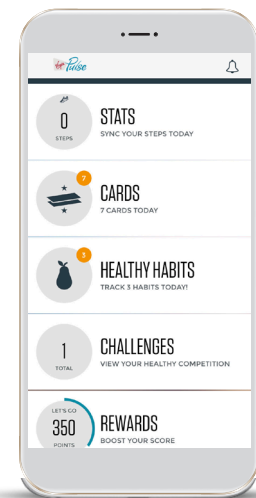 Pulse
0
STEPS
STATS
SYNC YOUR STEPS TODAY
7
CARDS
7 CARDS TODAY
3
HEALTHY HABITS
TRACK 3 HABITS TODAY!
1
TOTAL
CHALLENGES
VIEW YOUR HEALTHY COMPETITION
LET'S GO
350
POINTS
REWARDS
BOOST YOUR SCORE